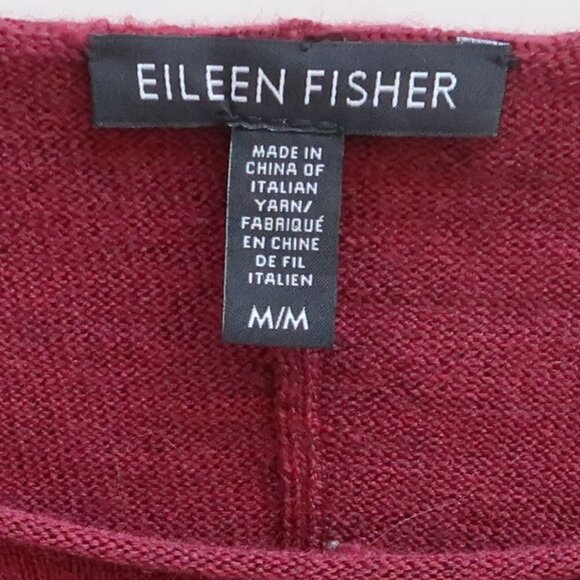 EILEEN FISHER
MADE IN
CHINA OF
ITALIAN
YARN/
FABRIQUÉ
EN CHINE
DE FIL
ITALIEN
M/M